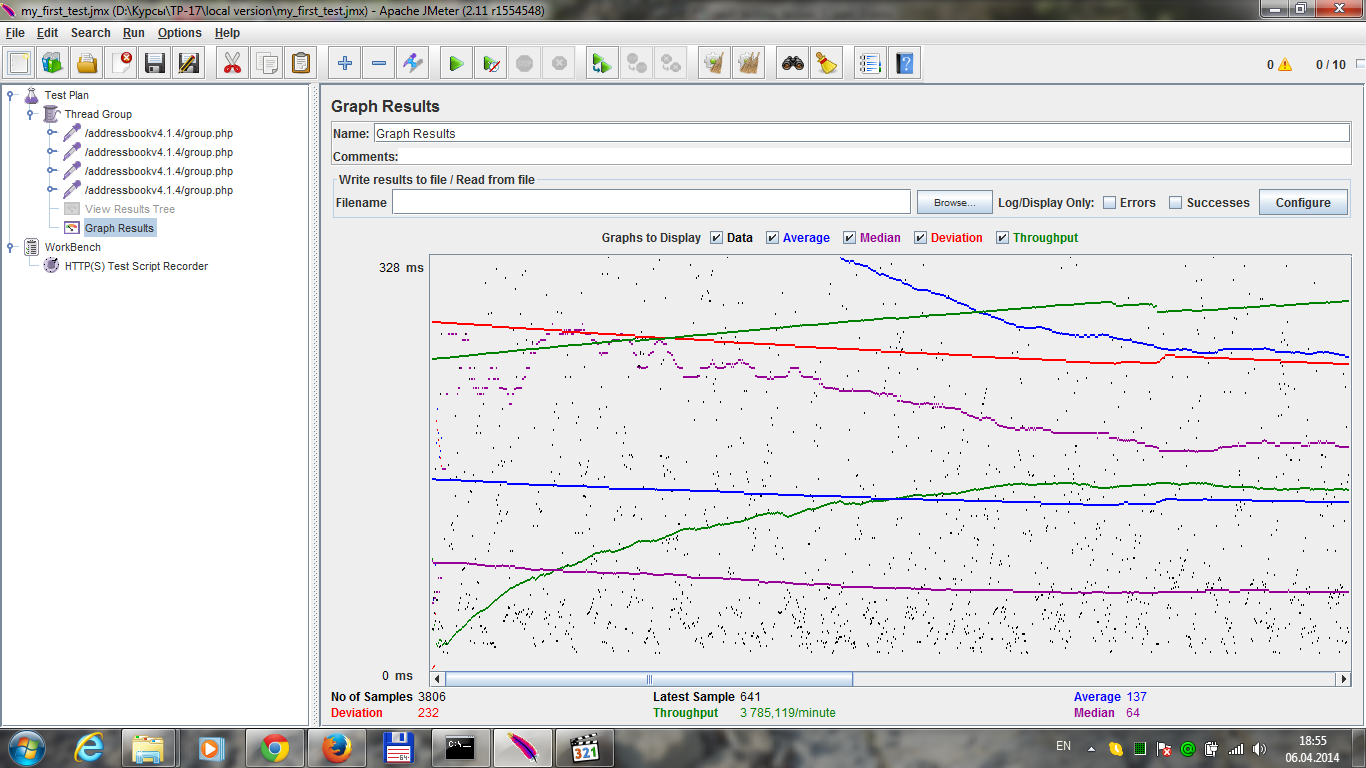 my_first_test.jmx (D:\Курсы\TP-17\local version\my_first_test.jmx) - Apache JMeter (2.11 r1554548)
File Edit Search Run Options Help
0 0 / 10
Test Plan
Thread Group
/addressbookv4.1.4/group.php
/addressbookv4.1.4/group.php
/addressbookv4.1.4/group.php
/addressbookv4.1.4/group.php
View Results Tree
Graph Results
WorkBench
HTTP(S) Test Script Recorder
Graph Results
Name: Graph Results
Comments:
Write results to file / Read from file
Filename Browse... Log/Display Only: Errors Successes Configure
Graphs to Display Data Average Median Deviation Throughput
328 ms
0 ms
No of Samples 3806 Latest Sample 641 Average 137
Deviation 232 Throughput 3 785,119/minute Median 64
C:\_
321
EN
18:55
06.04.2014